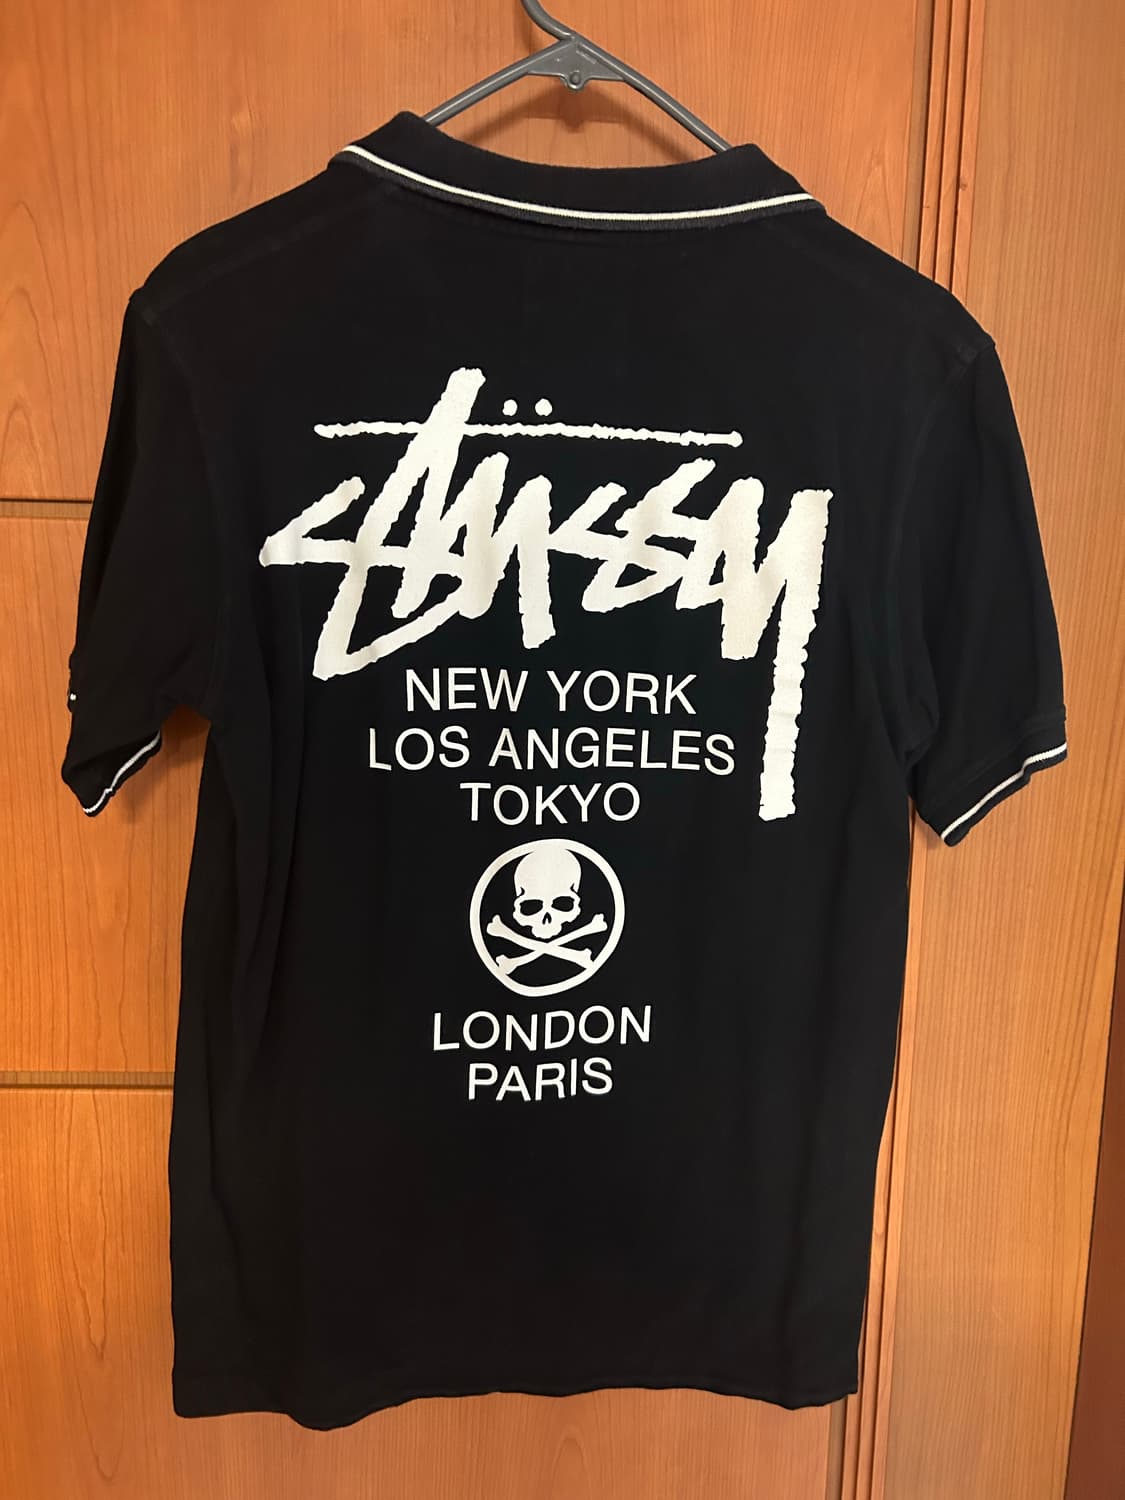 Stüssy
NEW YORK
LOS ANGELES
TOKYO
LONDON
PARIS